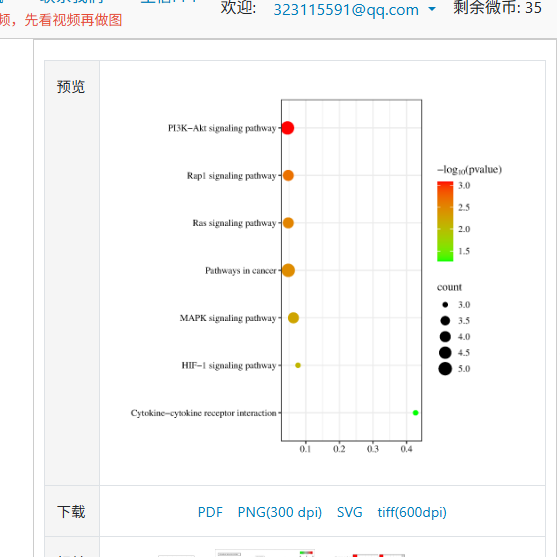 欢迎: 323115591@qq.com 剩余微币: 35
频，先看视频再做图
预览
PI3K−Akt signaling pathway
Rap1 signaling pathway
Ras signaling pathway
Pathways in cancer
MAPK signaling pathway
HIF−1 signaling pathway
Cytokine−cytokine receptor interaction
0.1 0.2 0.3 0.4
−log₁₀(pvalue)
3.0
2.5
2.0
1.5
count
3.0
3.5
4.0
4.5
5.0
下载 PDF PNG(300 dpi) SVG tiff(600dpi)